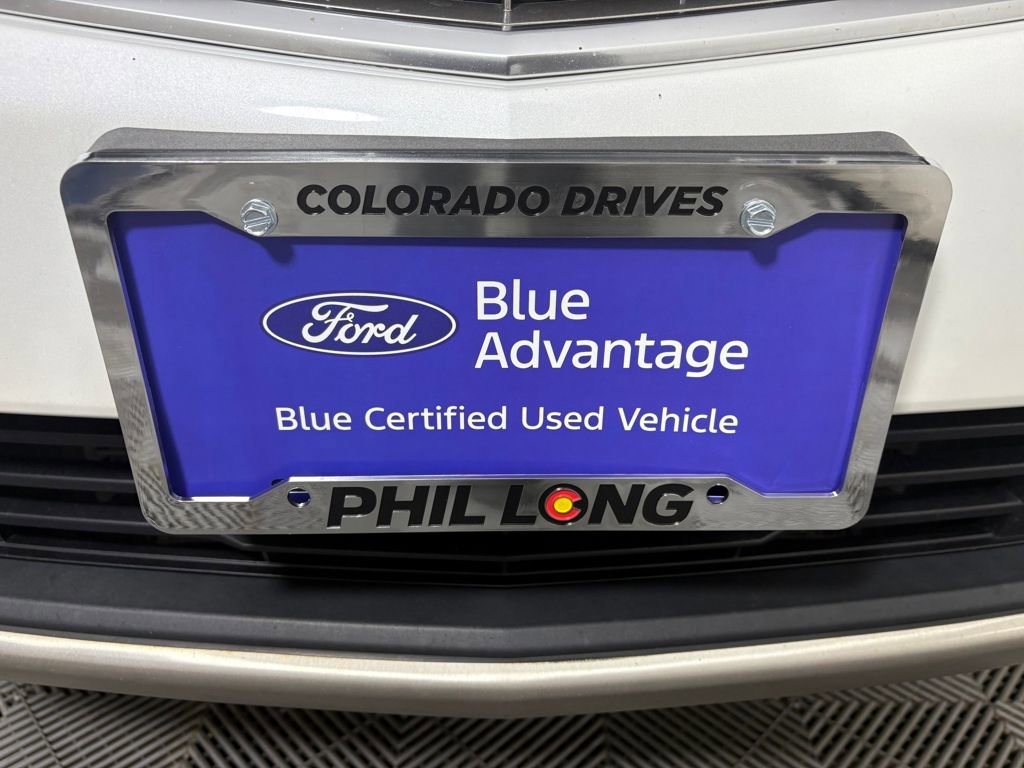 COLORADO DRIVES
Ford
Blue
Advantage
Blue Certified Used Vehicle
PHIL LONG